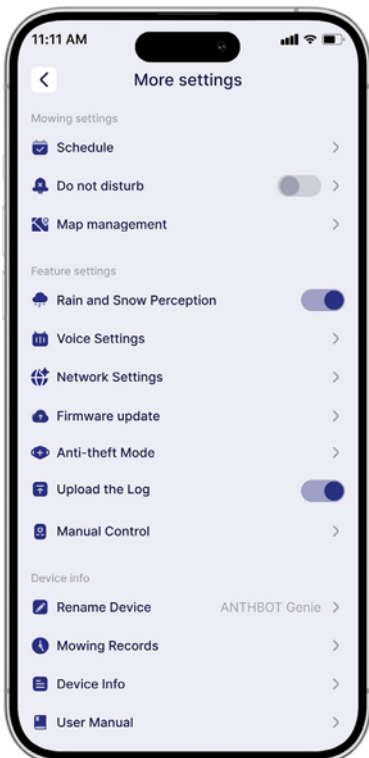 11:11 AM
More settings
Mowing settings
Schedule
Do not disturb
Map management
Feature settings
Rain and Snow Perception
Voice Settings
Network Settings
Firmware update
Anti-theft Mode
Upload the Log
Manual Control
Device info
Rename Device ANTHBOT Genie
Mowing Records
Device Info
User Manual